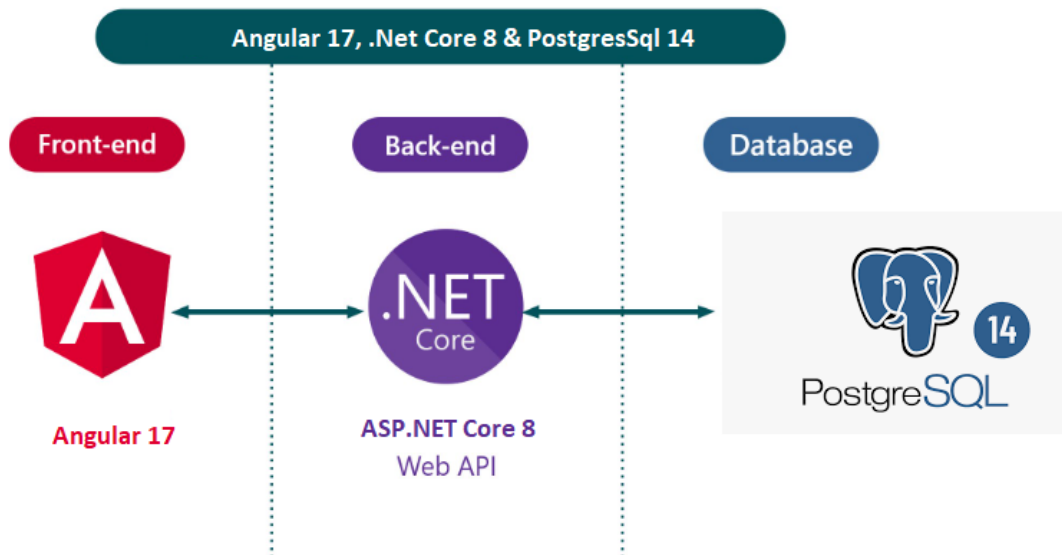 Angular 17, .Net Core 8 & PostgresSql 14
Front-end
Back-end
Database
A
.NET
Core
14
PostgreSQL
Angular 17
ASP.NET Core 8
Web API